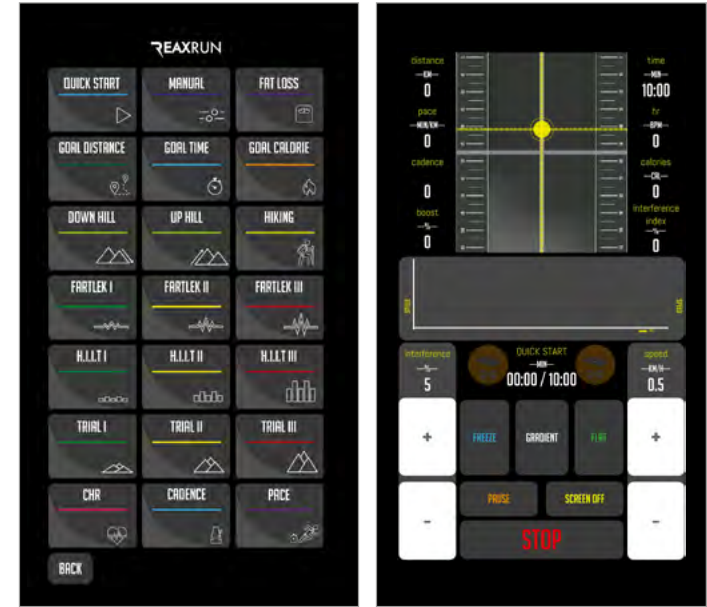 REAXRUN
QUICK START
MANUAL
FAT LOSS
GOAL DISTANCE
GOAL TIME
GOAL CALORIE
DOWN HILL
UP HILL
HIKING
FARTLEK I
FARTLEK II
FARTLEK III
H.I.I.T I
H.I.I.T II
H.I.I.T III
TRIAL I
TRIAL II
TRIAL III
CHR
CADENCE
PACE
BACK
distance
KM
0
pace
MIN/KM
0
cadence
0
boost
%
0
time
MIN
10:00
hr
BPM
0
calories
CAL
0
interference
index
%
0
interference
%
5
QUICK START
MIN
00:00 / 10:00
speed
KM/H
0.5
+
FREEZE
GRADIENT
FLAT
+
-
PAUSE
SCREEN OFF
-
STOP